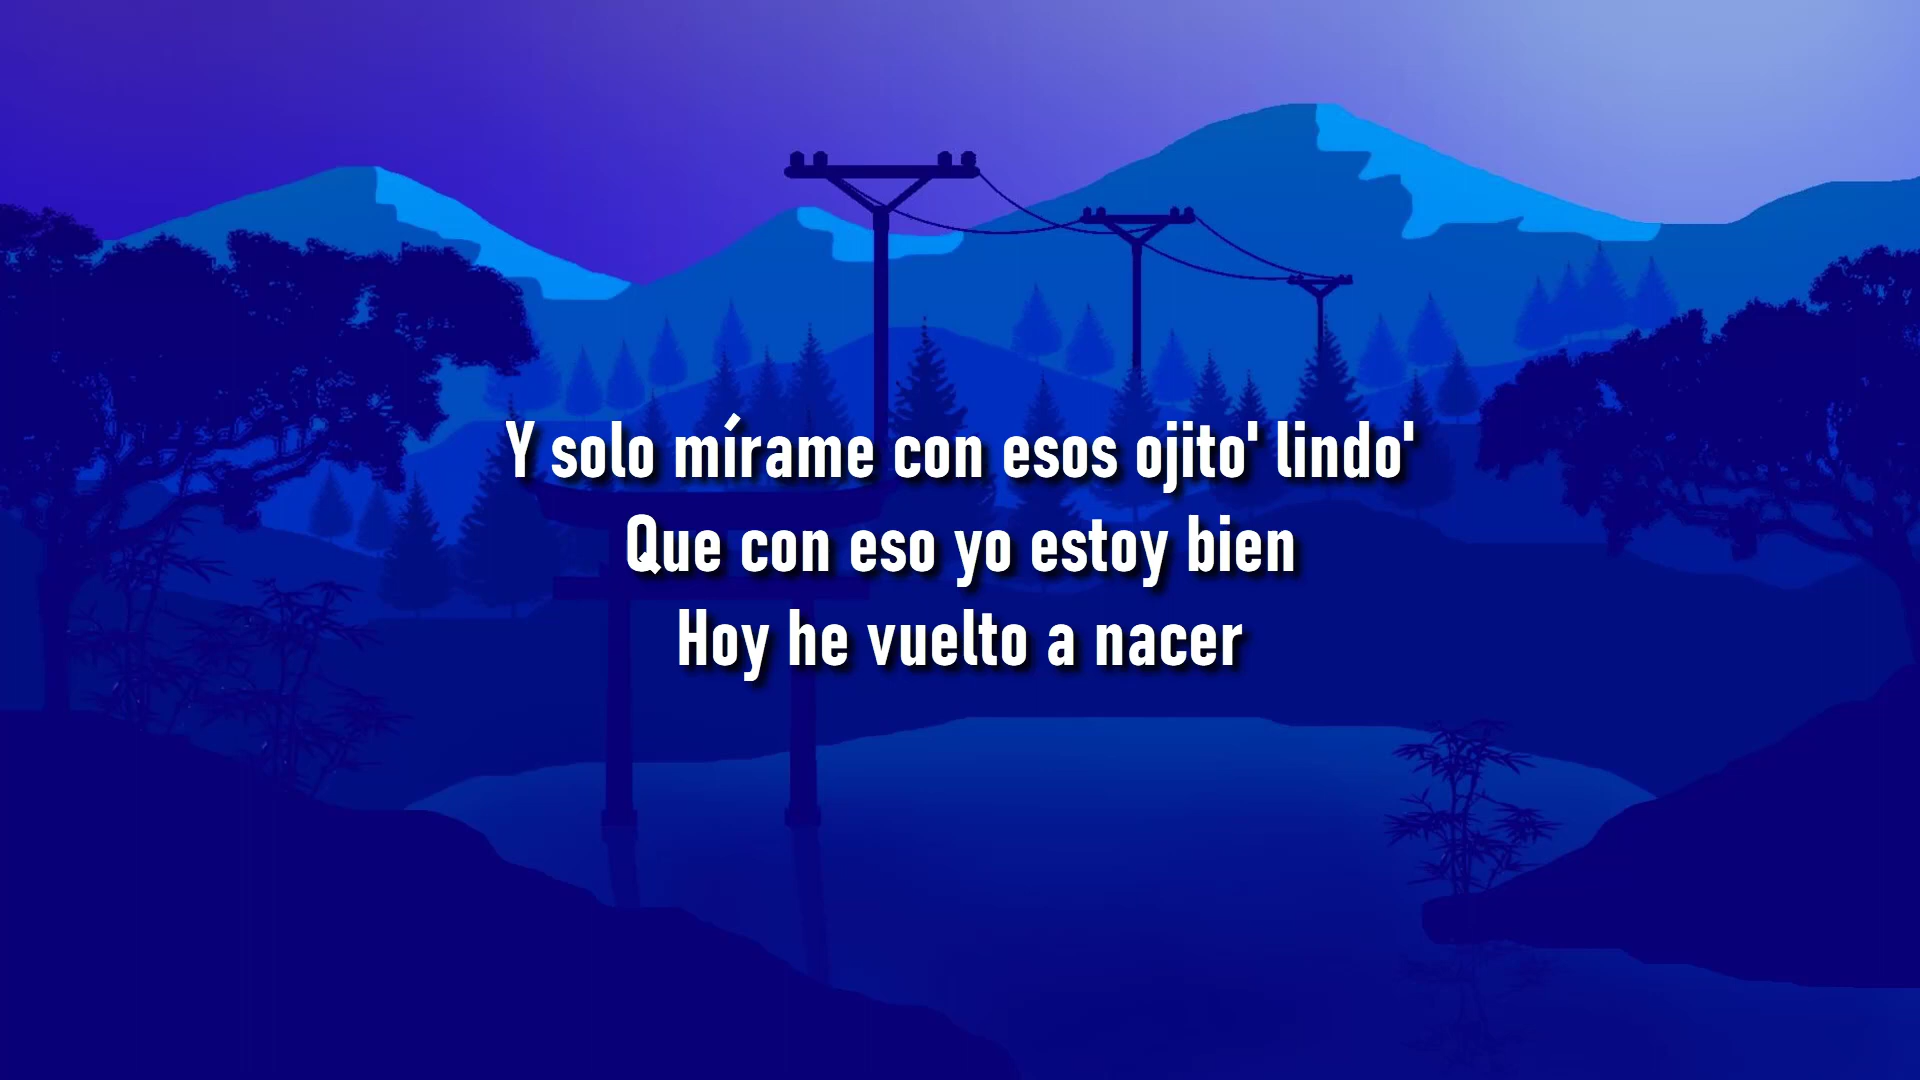 Y solo mírame con esos ojito' lindo'
Que con eso yo estoy bien
Hoy he vuelto a nacer